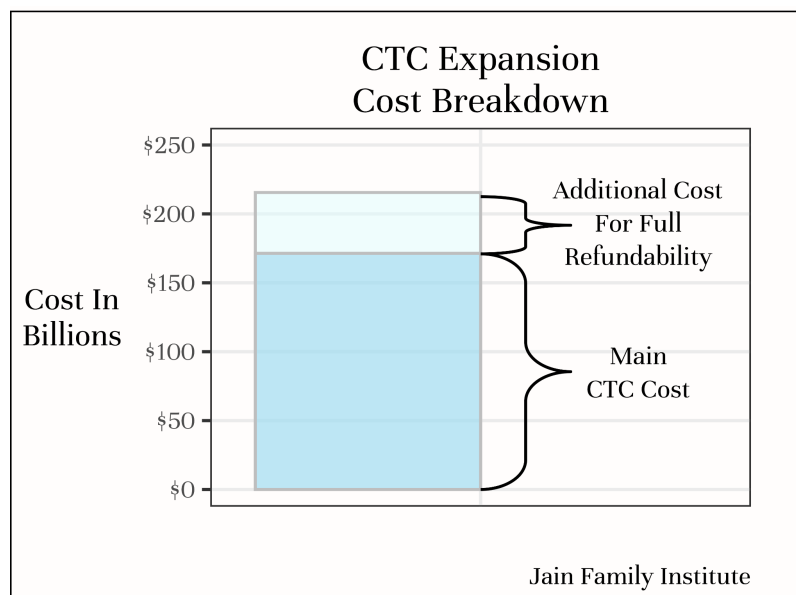 CTC Expansion
Cost Breakdown
$250
$200
$150
$100
$50
$0
Cost In
Billions
Additional Cost
For Full
Refundability
Main
CTC Cost
Jain Family Institute